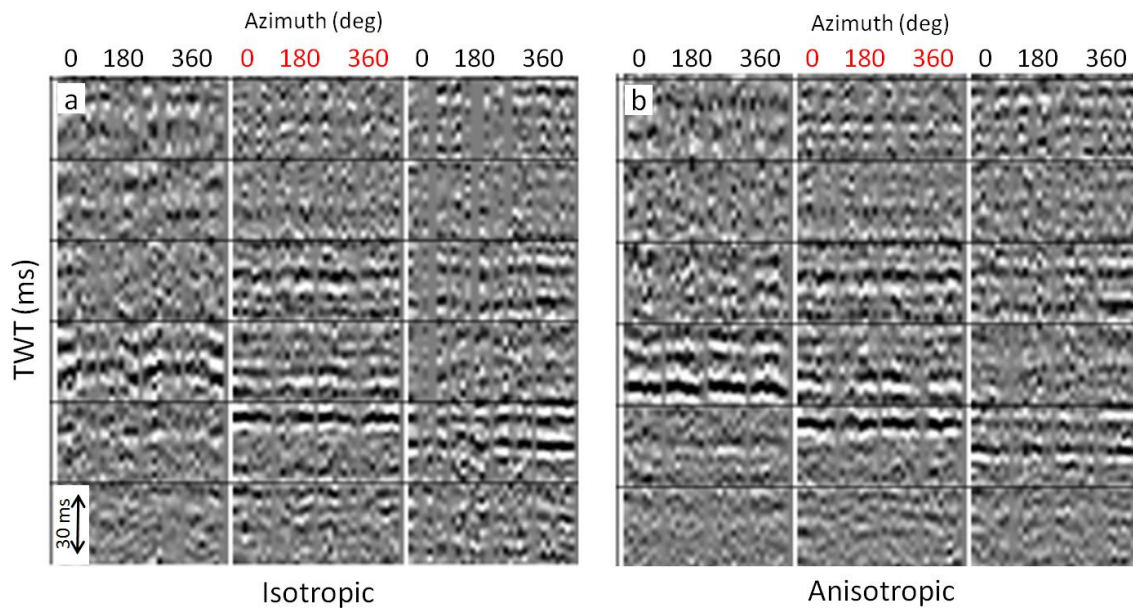 Azimuth (deg)
0 180 360 0 180 360 0 180 360
a
TWT (ms)
30 ms
Isotropic
Azimuth (deg)
0 180 360 0 180 360 0 180 360
b
Anisotropic